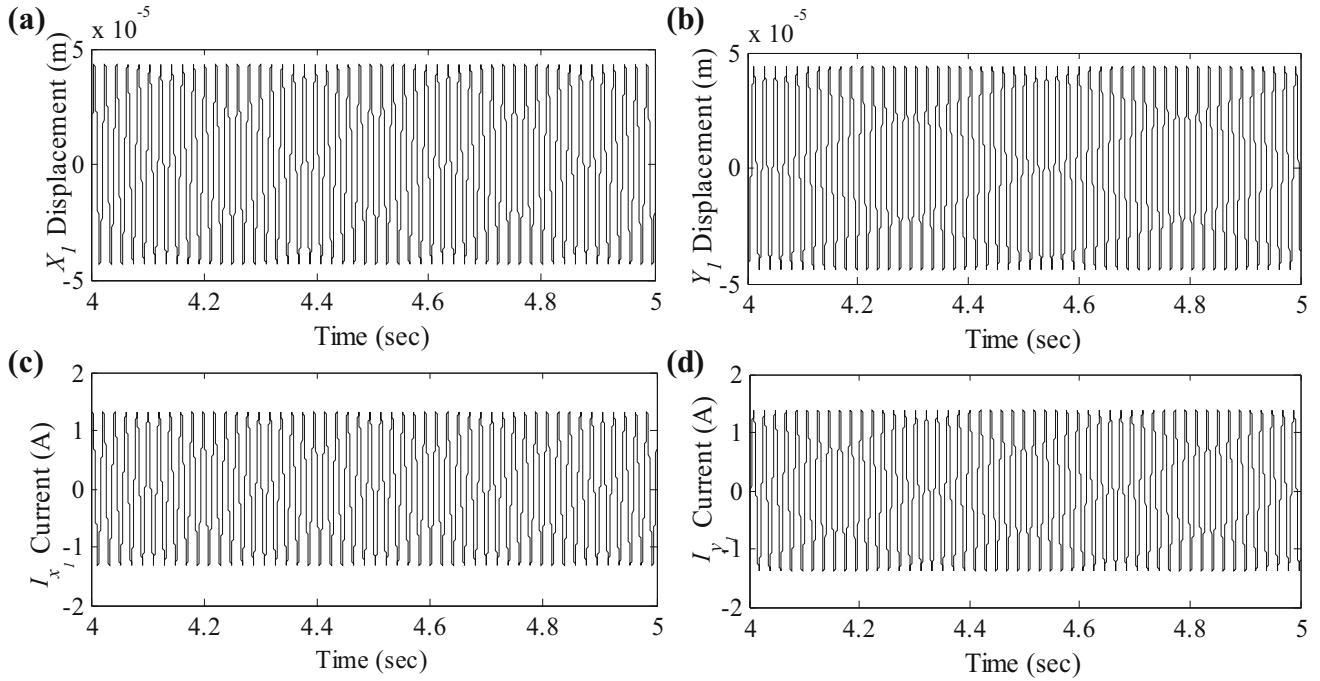 (a)
x 10⁻⁵
5
0
-5
X₁ Displacement (m)
4 4.2 4.4 4.6 4.8 5
Time (sec)
(b)
x 10⁻⁵
5
0
-5
Y₁ Displacement (m)
4 4.2 4.4 4.6 4.8 5
Time (sec)
(c)
2
1
0
-1
-2
Iₓ₁ Current (A)
4 4.2 4.4 4.6 4.8 5
Time (sec)
(d)
2
1
0
-1
-2
I_y₁ Current (A)
4 4.2 4.4 4.6 4.8 5
Time (sec)